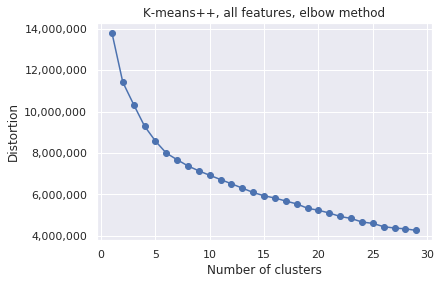 K-means++, all features, elbow method
14,000,000
12,000,000
10,000,000
8,000,000
6,000,000
4,000,000
Distortion
0 5 10 15 20 25 30
Number of clusters